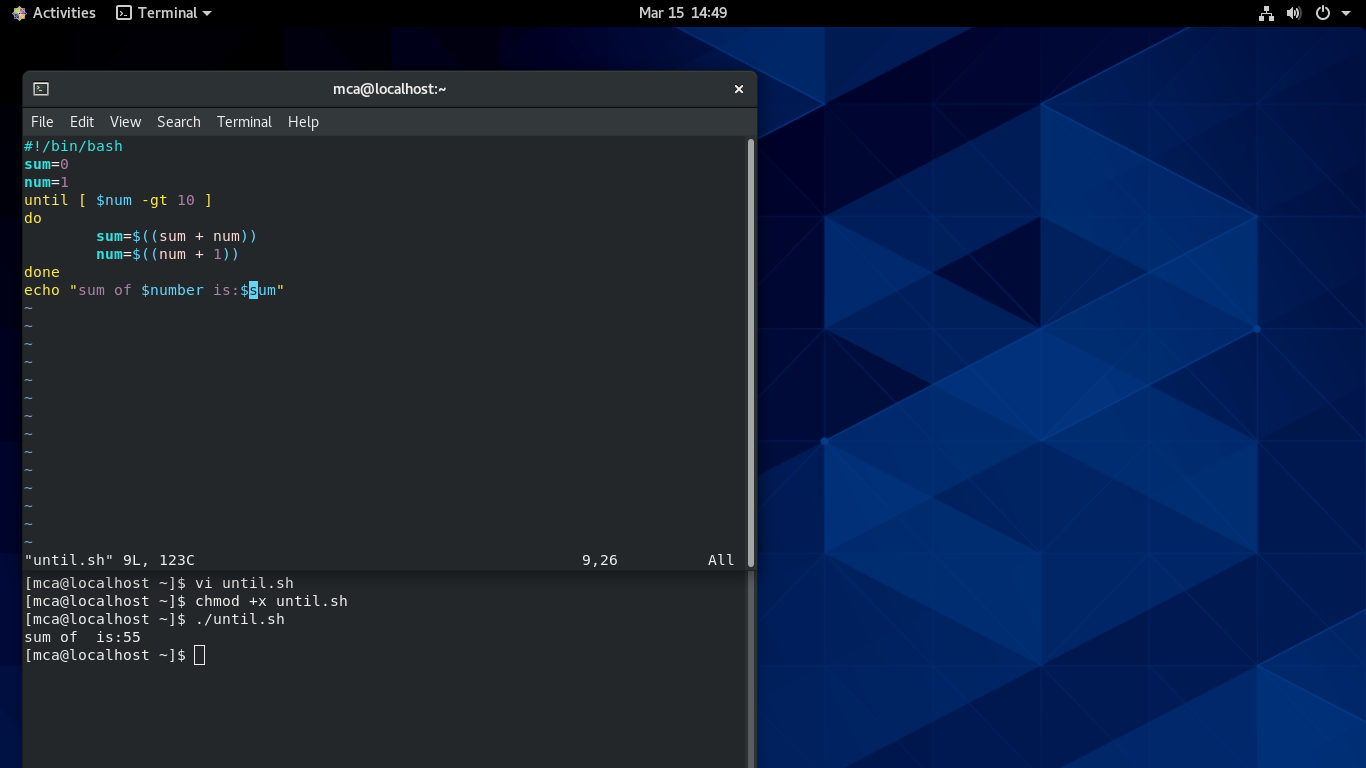 Activities Terminal Mar 15 14:49
mca@localhost:~ ×
File Edit View Search Terminal Help
#!/bin/bash
sum=0
num=1
until [ $num -gt 10 ]
do
        sum=$((sum + num))
        num=$((num + 1))
done
echo "sum of $number is:$sum"
~
~
~
~
~
~
~
~
~
~
~
~
~
~
"until.sh" 9L, 123C 9,26 All
[mca@localhost ~]$ vi until.sh
[mca@localhost ~]$ chmod +x until.sh
[mca@localhost ~]$ ./until.sh
sum of  is:55
[mca@localhost ~]$